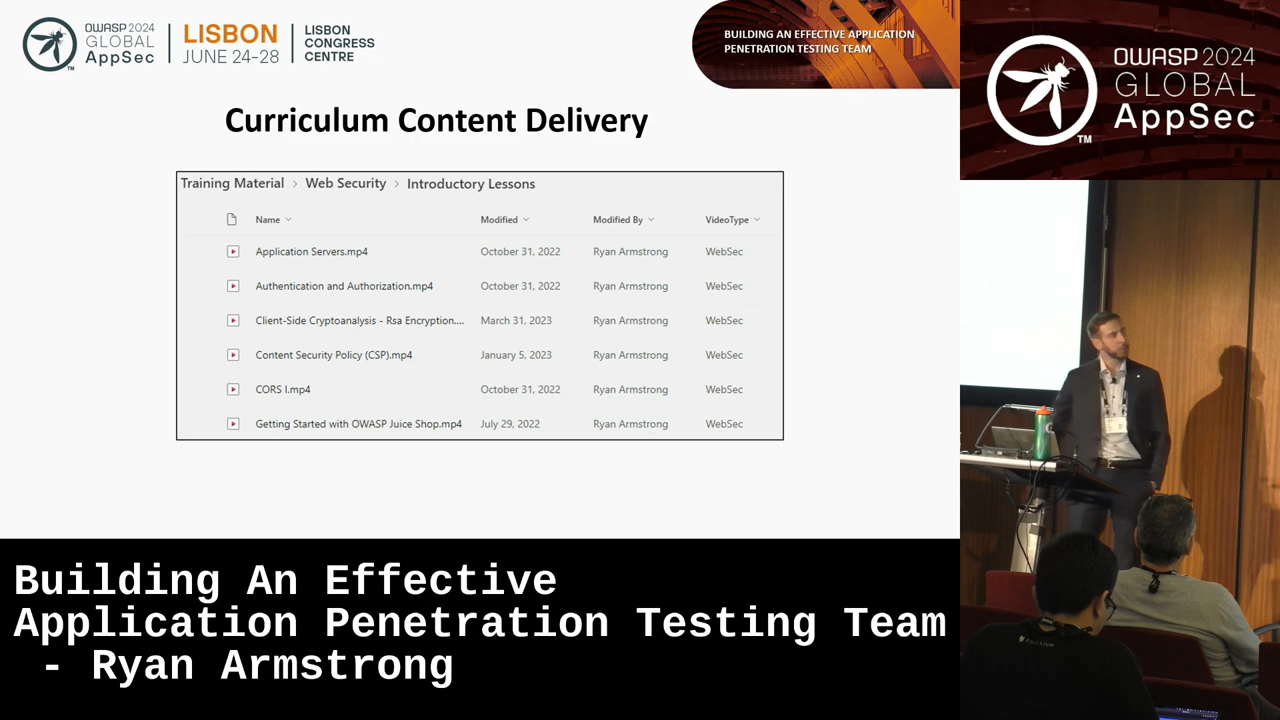 OWASP 2024
GLOBAL
AppSec
TM
LISBON
JUNE 24-28
LISBON
CONGRESS
CENTRE
BUILDING AN EFFECTIVE APPLICATION
PENETRATION TESTING TEAM
OWASP 2024
GLOBAL
AppSec
TM
Curriculum Content Delivery
Training Material > Web Security > Introductory Lessons
Name Modified Modified By VideoType
Application Servers.mp4 October 31, 2022 Ryan Armstrong WebSec
Authentication and Authorization.mp4 October 31, 2022 Ryan Armstrong WebSec
Client-Side Cryptoanalysis - Rsa Encryption.... March 31, 2023 Ryan Armstrong WebSec
Content Security Policy (CSP).mp4 January 5, 2023 Ryan Armstrong WebSec
CORS I.mp4 October 31, 2022 Ryan Armstrong WebSec
Getting Started with OWASP Juice Shop.mp4 July 29, 2022 Ryan Armstrong WebSec
Building An Effective
Application Penetration Testing Team
- Ryan Armstrong